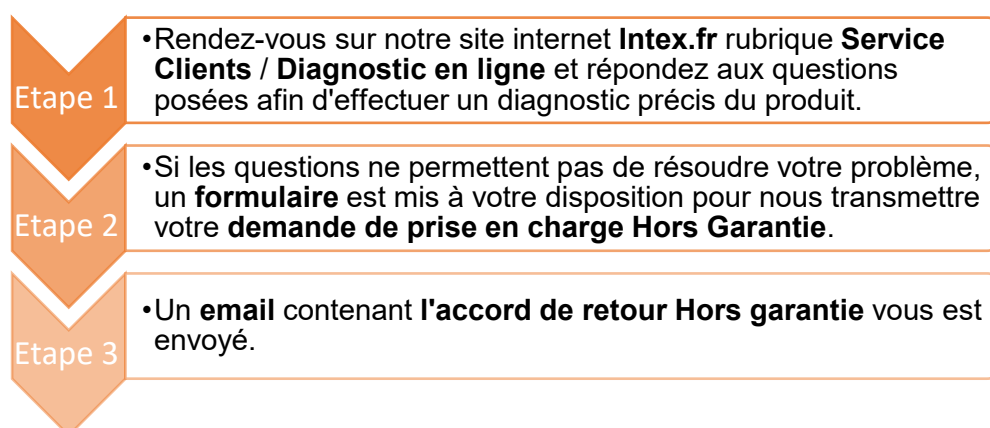 Etape 1
•Rendez-vous sur notre site internet Intex.fr rubrique Service
Clients / Diagnostic en ligne et répondez aux questions
posées afin d'effectuer un diagnostic précis du produit.
Etape 2
•Si les questions ne permettent pas de résoudre votre problème,
un formulaire est mis à votre disposition pour nous transmettre
votre demande de prise en charge Hors Garantie.
Etape 3
•Un email contenant l'accord de retour Hors garantie vous est
envoyé.